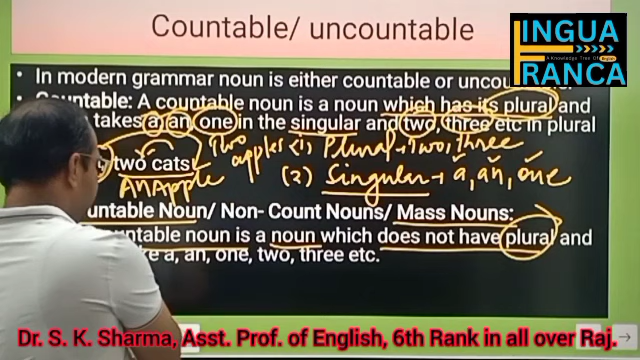 Countable/ uncountable
LINGUA
A Knowledge Tree Of
FRANCA
• In modern grammar noun is either countable or uncou
• Countable: A countable noun is a noun which has its plural and
takes a, an, one in the singular and two, three etc in plural
two cats
Two apples
An Apple
(1) Plural → Two, three
(2) Singular → a, an, one
untable Noun/ Non- Count Nouns/ Mass Nouns:
ountable noun is a noun which does not have plural and
ke a, an, one, two, three etc.
Dr. S. K. Sharma, Asst. Prof. of English, 6th Rank in all over Raj.